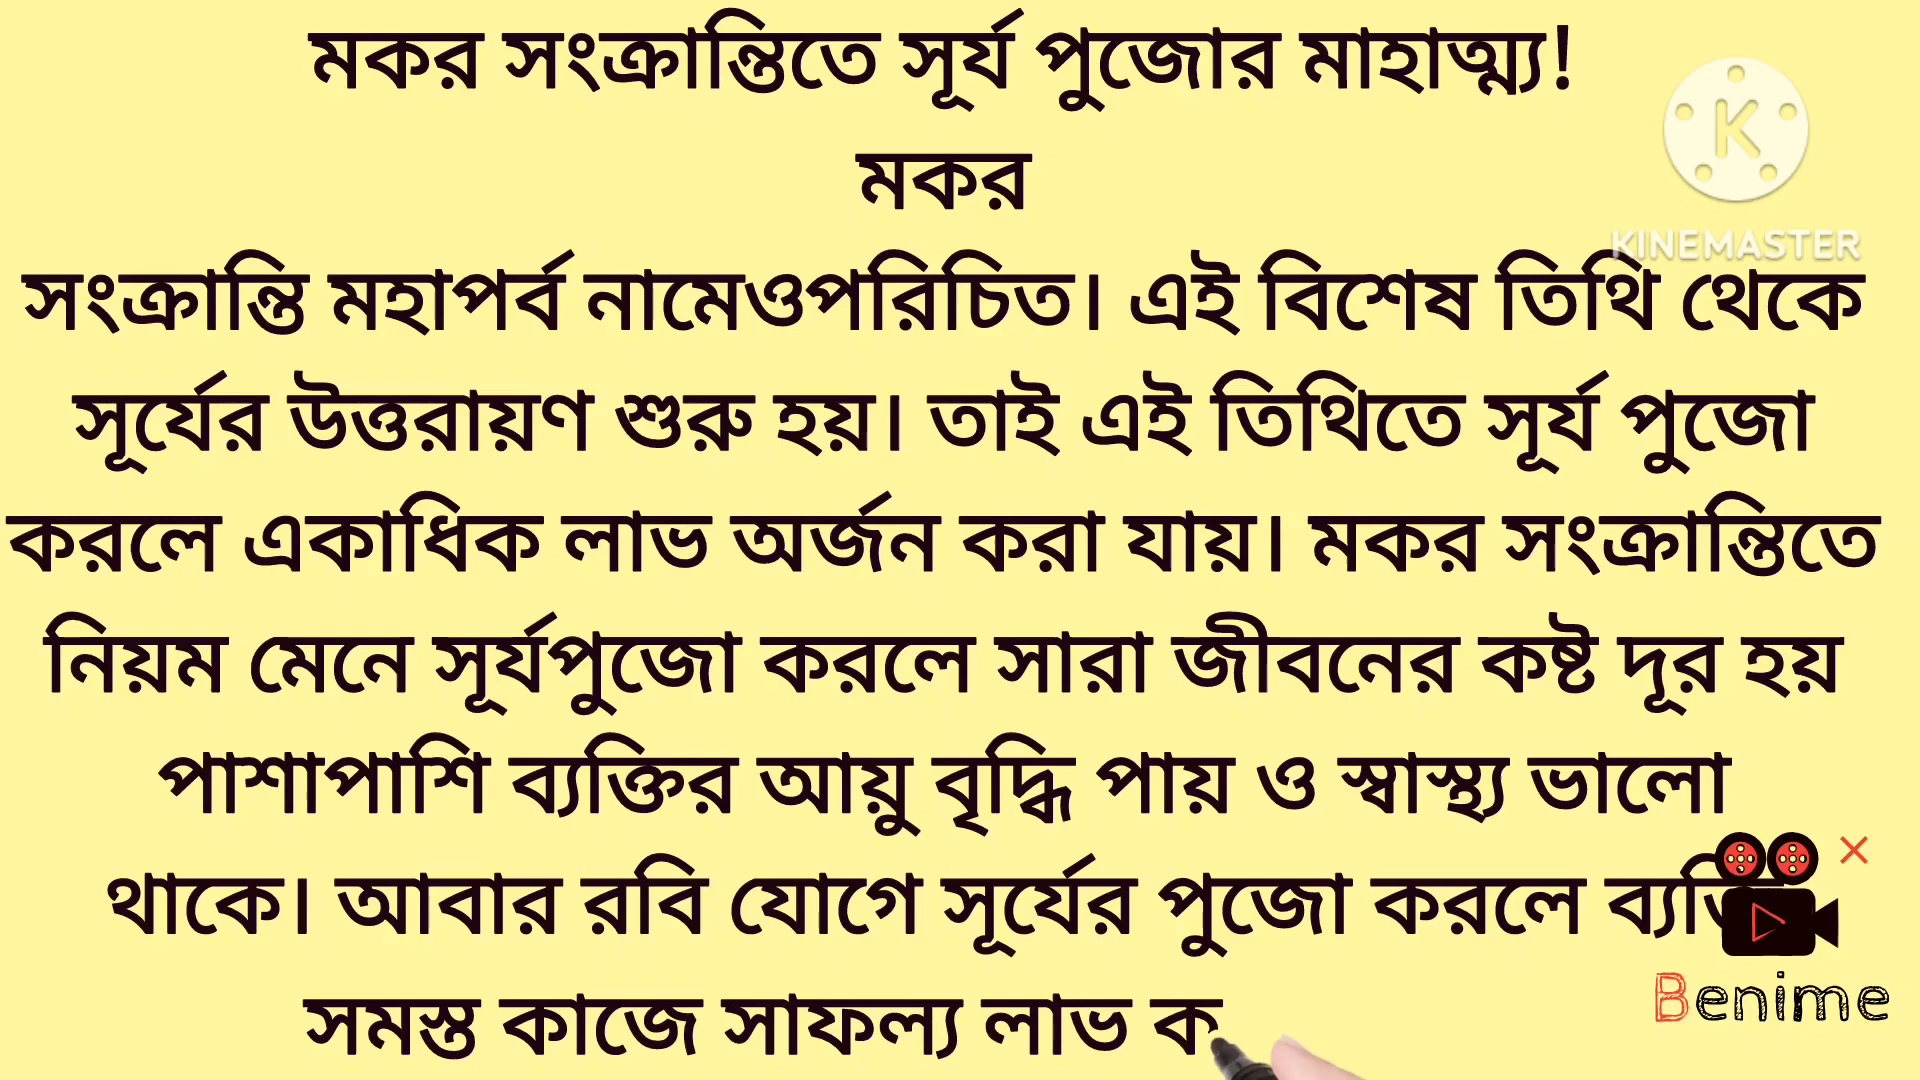 মকর সংক্রান্তিতে সূর্য পুজোর মাহাত্ম্য!
মকর
সংক্রান্তি মহাপর্ব নামেওপরিচিত। এই বিশেষ তিথি থেকে
সূর্যের উত্তরায়ণ শুরু হয়। তাই এই তিথিতে সূর্য পুজো
করলে একাধিক লাভ অর্জন করা যায়। মকর সংক্রান্তিতে
নিয়ম মেনে সূর্যপুজো করলে সারা জীবনের কষ্ট দূর হয়
পাশাপাশি ব্যক্তির আয়ু বৃদ্ধি পায় ও স্বাস্থ্য ভালো
থাকে। আবার রবি যোগে সূর্যের পুজো করলে
সমস্ত কাজে সাফল্য লাভ ক
K
KINEMASTER
Benime